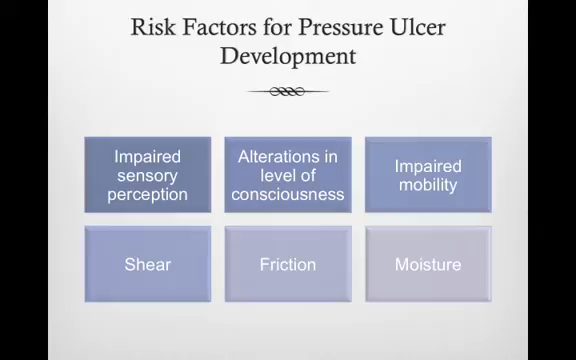 Risk Factors for Pressure Ulcer
Development
Impaired
sensory
perception
Alterations in
level of
consciousness
Impaired
mobility
Shear
Friction
Moisture